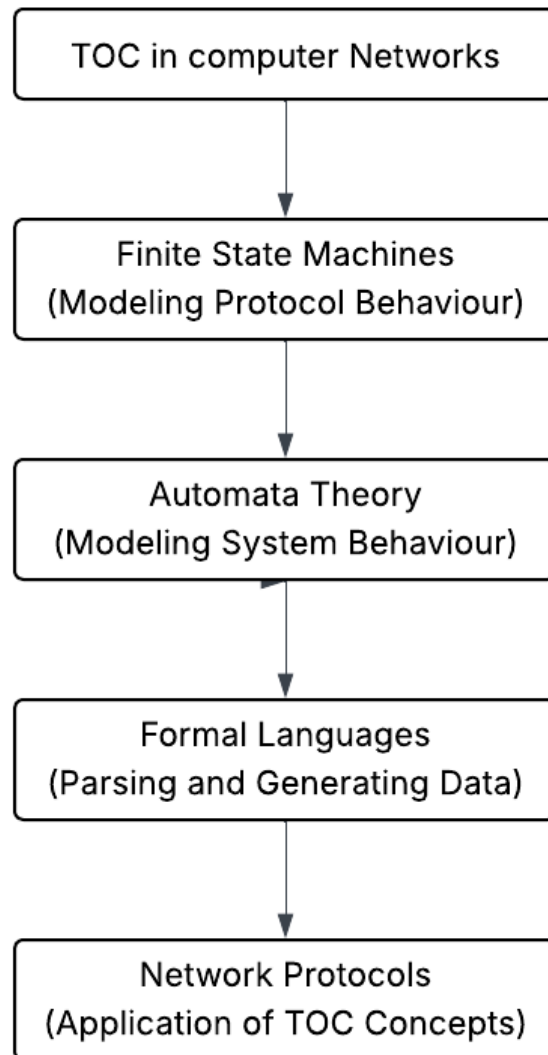 TOC in computer Networks
Finite State Machines
(Modeling Protocol Behaviour)
Automata Theory
(Modeling System Behaviour)
Formal Languages
(Parsing and Generating Data)
Network Protocols
(Application of TOC Concepts)